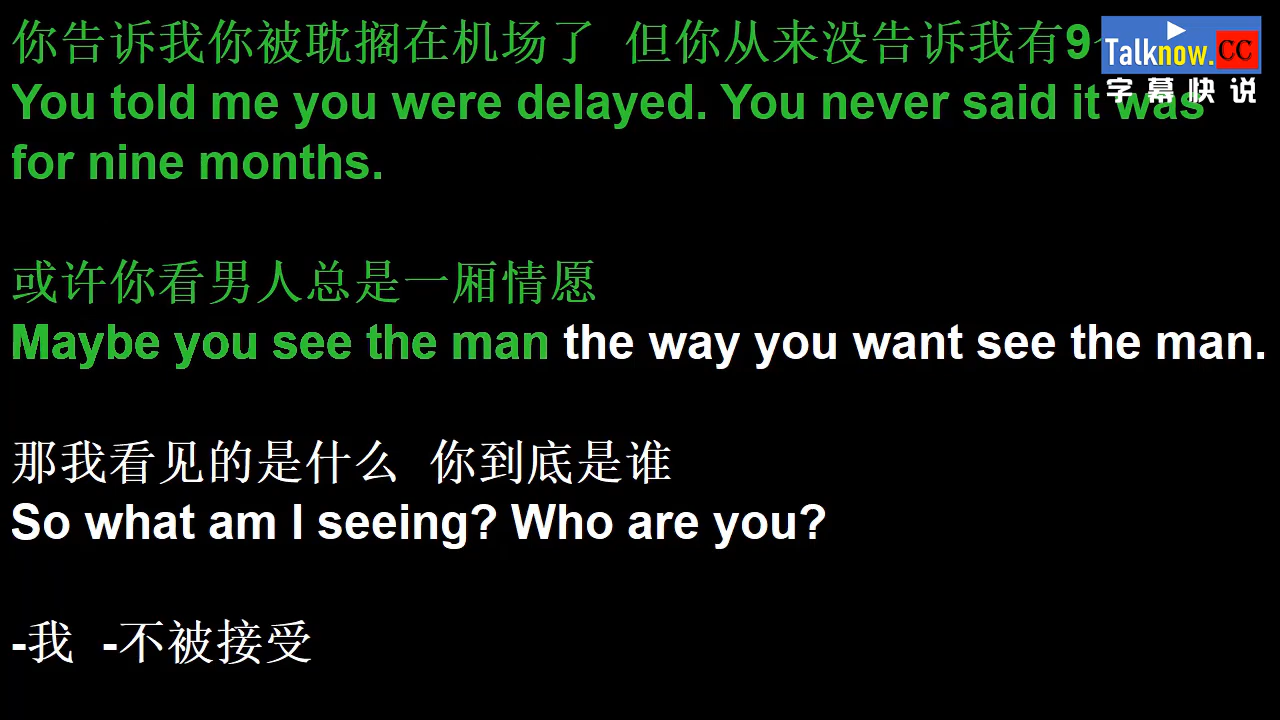 你告诉我你被耽搁在机场了 但你从来没告诉我有9
You told me you were delayed. You never said it was
for nine months.
或许你看男人总是一厢情愿
Maybe you see the man the way you want see the man.
那我看见的是什么 你到底是谁
So what am I seeing? Who are you?
-我 -不被接受
Talknow.CC
字幕快说